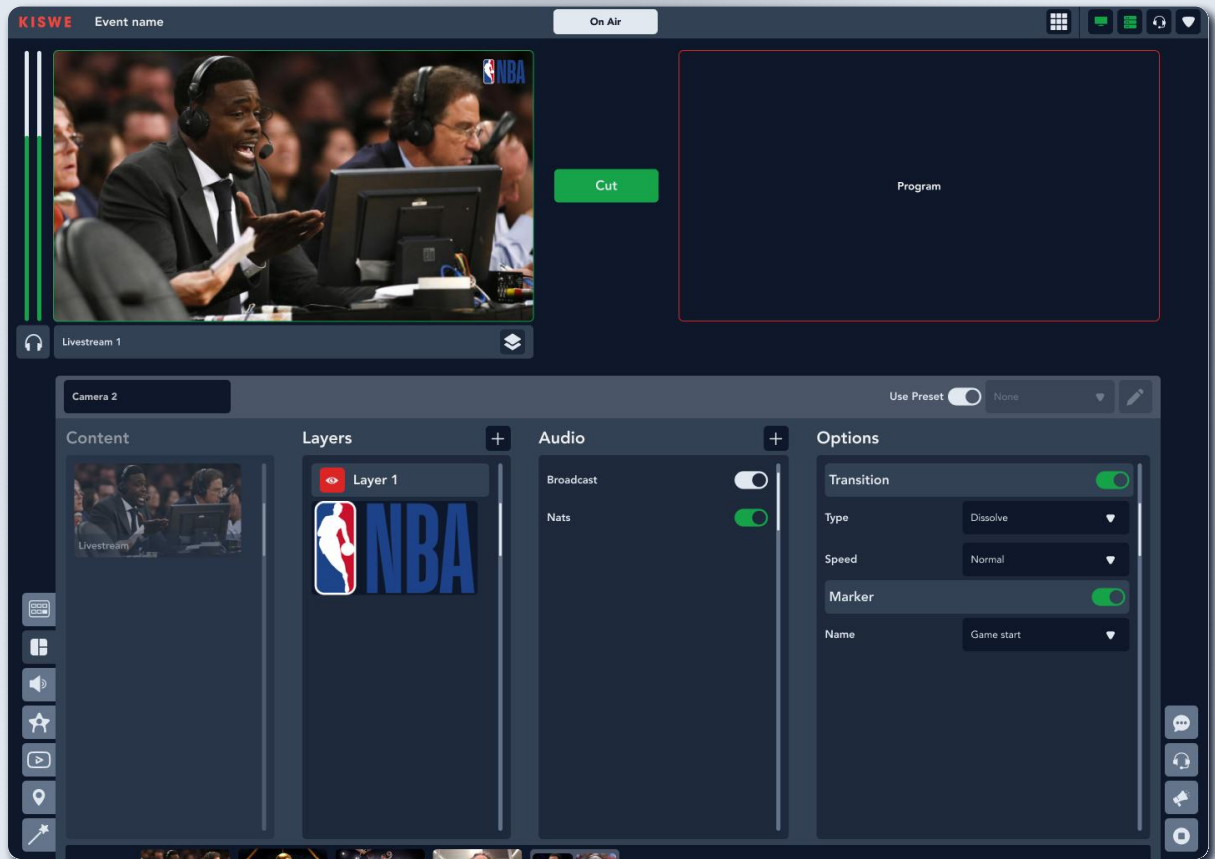 KISWE
Event name
On Air
NBA
Cut
Program
Livestream 1
Camera 2
Use Preset
None
Content
Layers
Audio
Options
Livestream
Layer 1
NBA
Broadcast
Nats
Transition
Type
Dissolve
Speed
Normal
Marker
Name
Game start